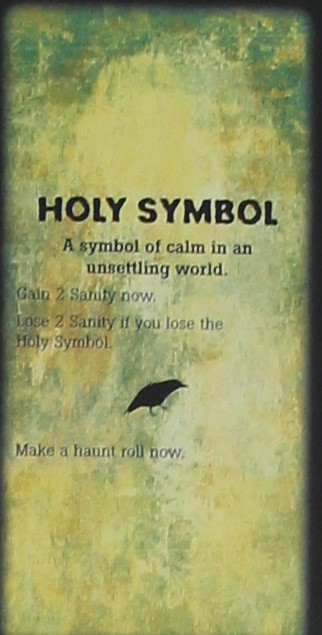 HOLY SYMBOL
A symbol of calm in an
unsettling world.
Gain 2 Sanity now.
Lose 2 Sanity if you lose the
Holy Symbol.
Make a haunt roll now.